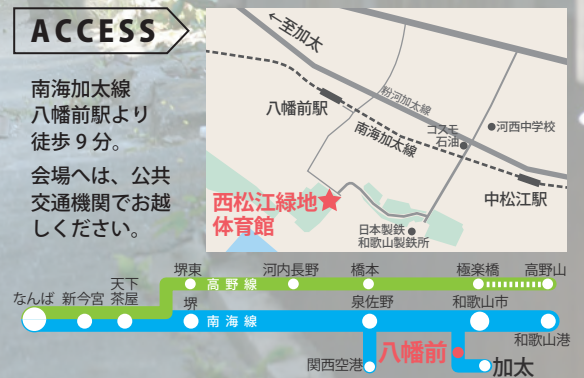 ACCESS
南海加太線
八幡前駅より
徒歩 9 分。
会場へは、公共
交通機関でお越
しください。
←至加太
八幡前駅
粉河加太線
南海加太線
コスモ
石油
河西中学校
中松江駅
西松江緑地
体育館
日本製鉄
和歌山製鉄所
堺東
高野線
河内長野
橋本
極楽橋
高野山
なんば
新今宮
天下
茶屋
堺
南海線
泉佐野
和歌山市
和歌山港
関西空港
八幡前
加太